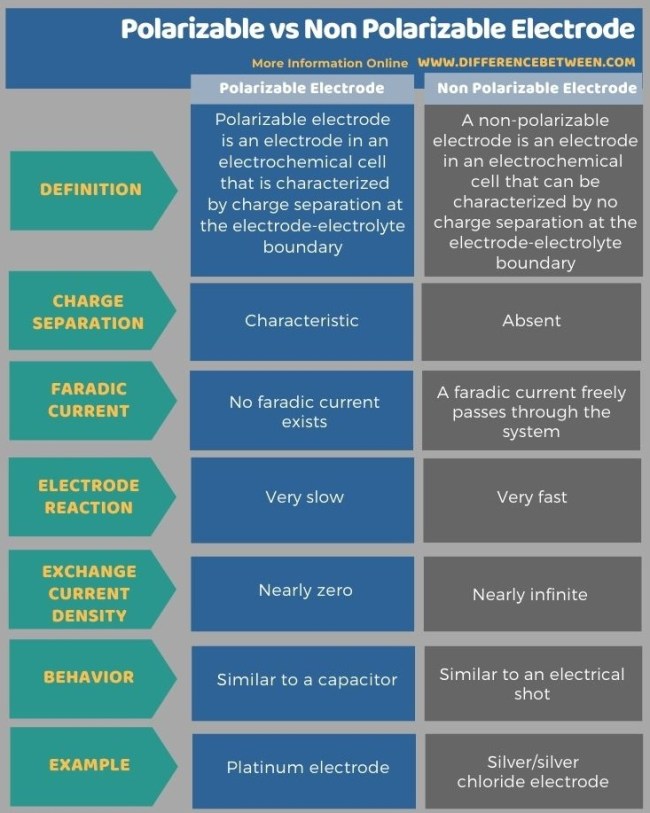 Polarizable vs Non Polarizable Electrode
More Information Online WWW.DIFFERENCEBETWEEN.COM
Polarizable Electrode
Non Polarizable Electrode
DEFINITION
Polarizable electrode
is an electrode in an
electrochemical cell
that is characterized
by charge separation at
the electrode-electrolyte
boundary
A non-polarizable
electrode is an electrode
in an electrochemical
cell that can be
characterized by no
charge separation at the
electrode-electrolyte
boundary
CHARGE
SEPARATION
Characteristic
Absent
FARADIC
CURRENT
No faradic current
exists
A faradic current freely
passes through the
system
ELECTRODE
REACTION
Very slow
Very fast
EXCHANGE
CURRENT
DENSITY
Nearly zero
Nearly infinite
BEHAVIOR
Similar to a capacitor
Similar to an electrical
shot
EXAMPLE
Platinum electrode
Silver/silver
chloride electrode